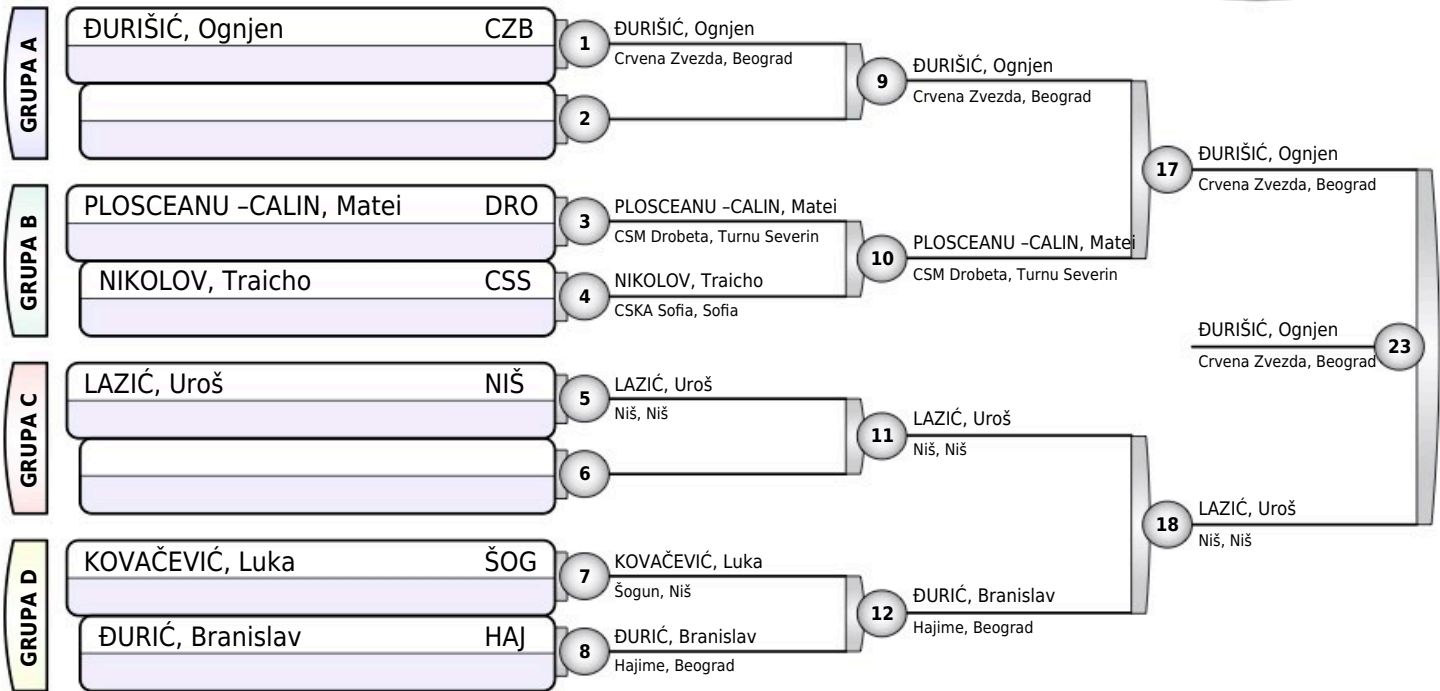 GRUPA A
ĐURIŠIĆ, Ognjen CZB
1
ĐURIŠIĆ, Ognjen
Crvena Zvezda, Beograd
2
9
ĐURIŠIĆ, Ognjen
Crvena Zvezda, Beograd
GRUPA B
PLOSCEANU –CALIN, Matei DRO
3
PLOSCEANU –CALIN, Matei
CSM Drobeta, Turnu Severin
NIKOLOV, Traicho CSS
4
NIKOLOV, Traicho
CSKA Sofia, Sofia
10
PLOSCEANU –CALIN, Matei
CSM Drobeta, Turnu Severin
17
ĐURIŠIĆ, Ognjen
Crvena Zvezda, Beograd
ĐURIŠIĆ, Ognjen
Crvena Zvezda, Beograd
23
GRUPA C
LAZIĆ, Uroš NIŠ
5
LAZIĆ, Uroš
Niš, Niš
6
11
LAZIĆ, Uroš
Niš, Niš
GRUPA D
KOVAČEVIĆ, Luka ŠOG
7
KOVAČEVIĆ, Luka
Šogun, Niš
ĐURIĆ, Branislav HAJ
8
ĐURIĆ, Branislav
Hajime, Beograd
12
ĐURIĆ, Branislav
Hajime, Beograd
18
LAZIĆ, Uroš
Niš, Niš